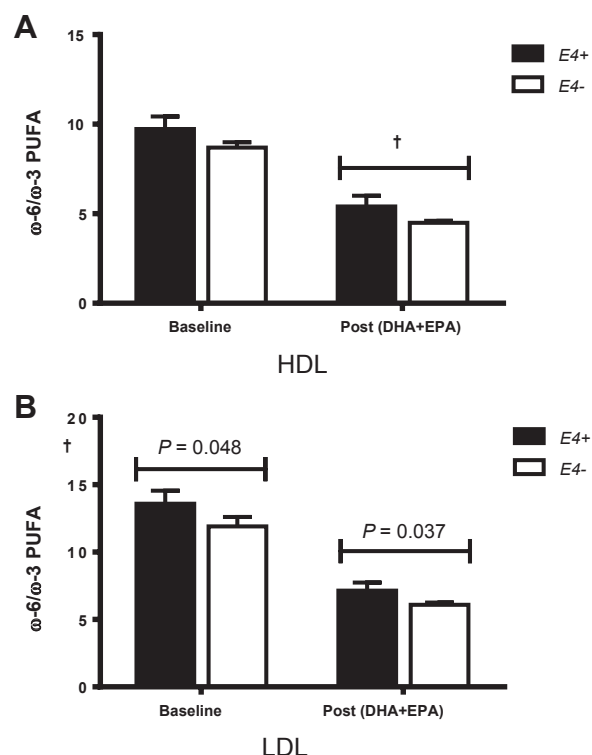 A
15
10
5
0
ω-6/ω-3 PUFA
E4+
E4-
†
Baseline
Post (DHA+EPA)
HDL
B
20
15
10
5
0
†
ω-6/ω-3 PUFA
P = 0.048
E4+
E4-
P = 0.037
Baseline
Post (DHA+EPA)
LDL